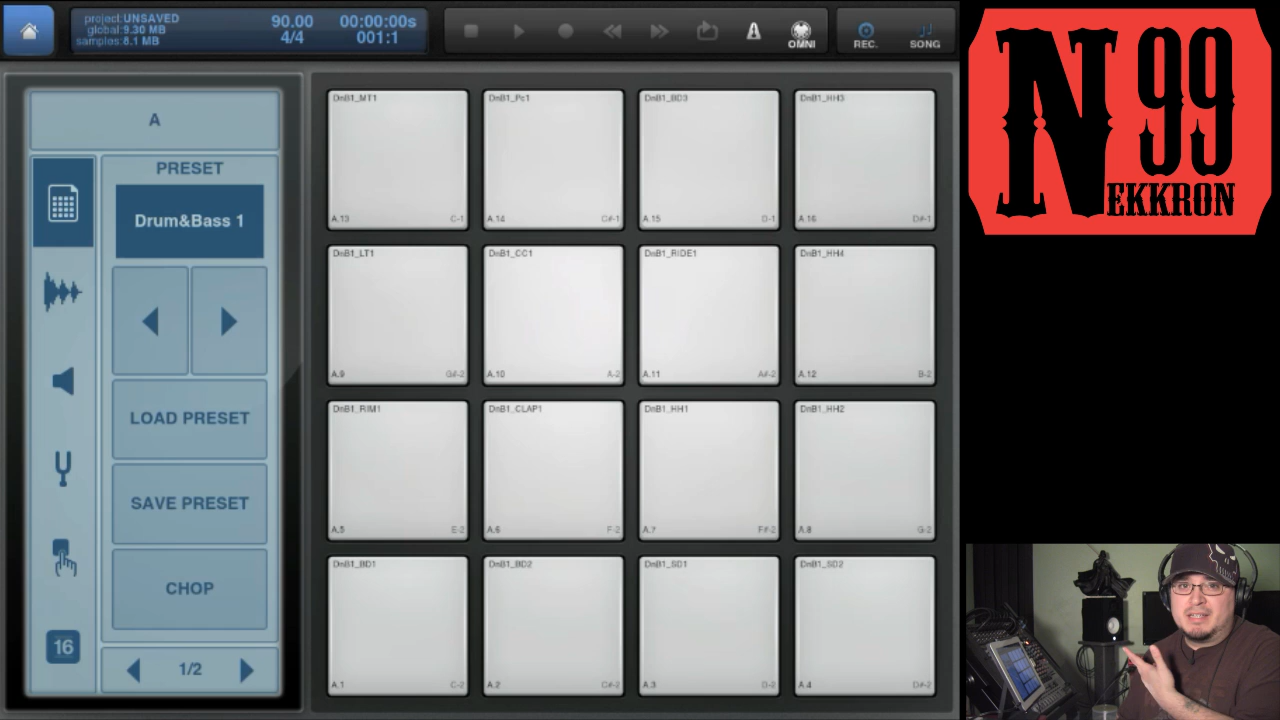 project:UNSAVED
global:9.30 MB
samples:8.1 MB
90.00
4/4
00:00:00s
001:1
OMNI
REC.
SONG
A
PRESET
Drum&Bass 1
LOAD PRESET
SAVE PRESET
CHOP
16
1/2
DnB1_MT1
A.13
C-1
DnB1_Pc1
A.14
C#-1
DnB1_BD3
A.15
D-1
DnB1_HH3
A.16
D#-1
DnB1_LT1
A.9
G#-2
DnB1_CC1
A.10
A-2
DnB1_RIDE1
A.11
A#-2
DnB1_HH4
A.12
B-2
DnB1_RIM1
A.5
E-2
DnB1_CLAP1
A.6
F-2
DnB1_HH1
A.7
F#-2
DnB1_HH2
A.8
G-2
DnB1_BD1
A.1
C-2
DnB1_BD2
A.2
C#-2
DnB1_SD1
A.3
D-2
DnB1_SD2
A.4
D#-2
N99
NEKKRON